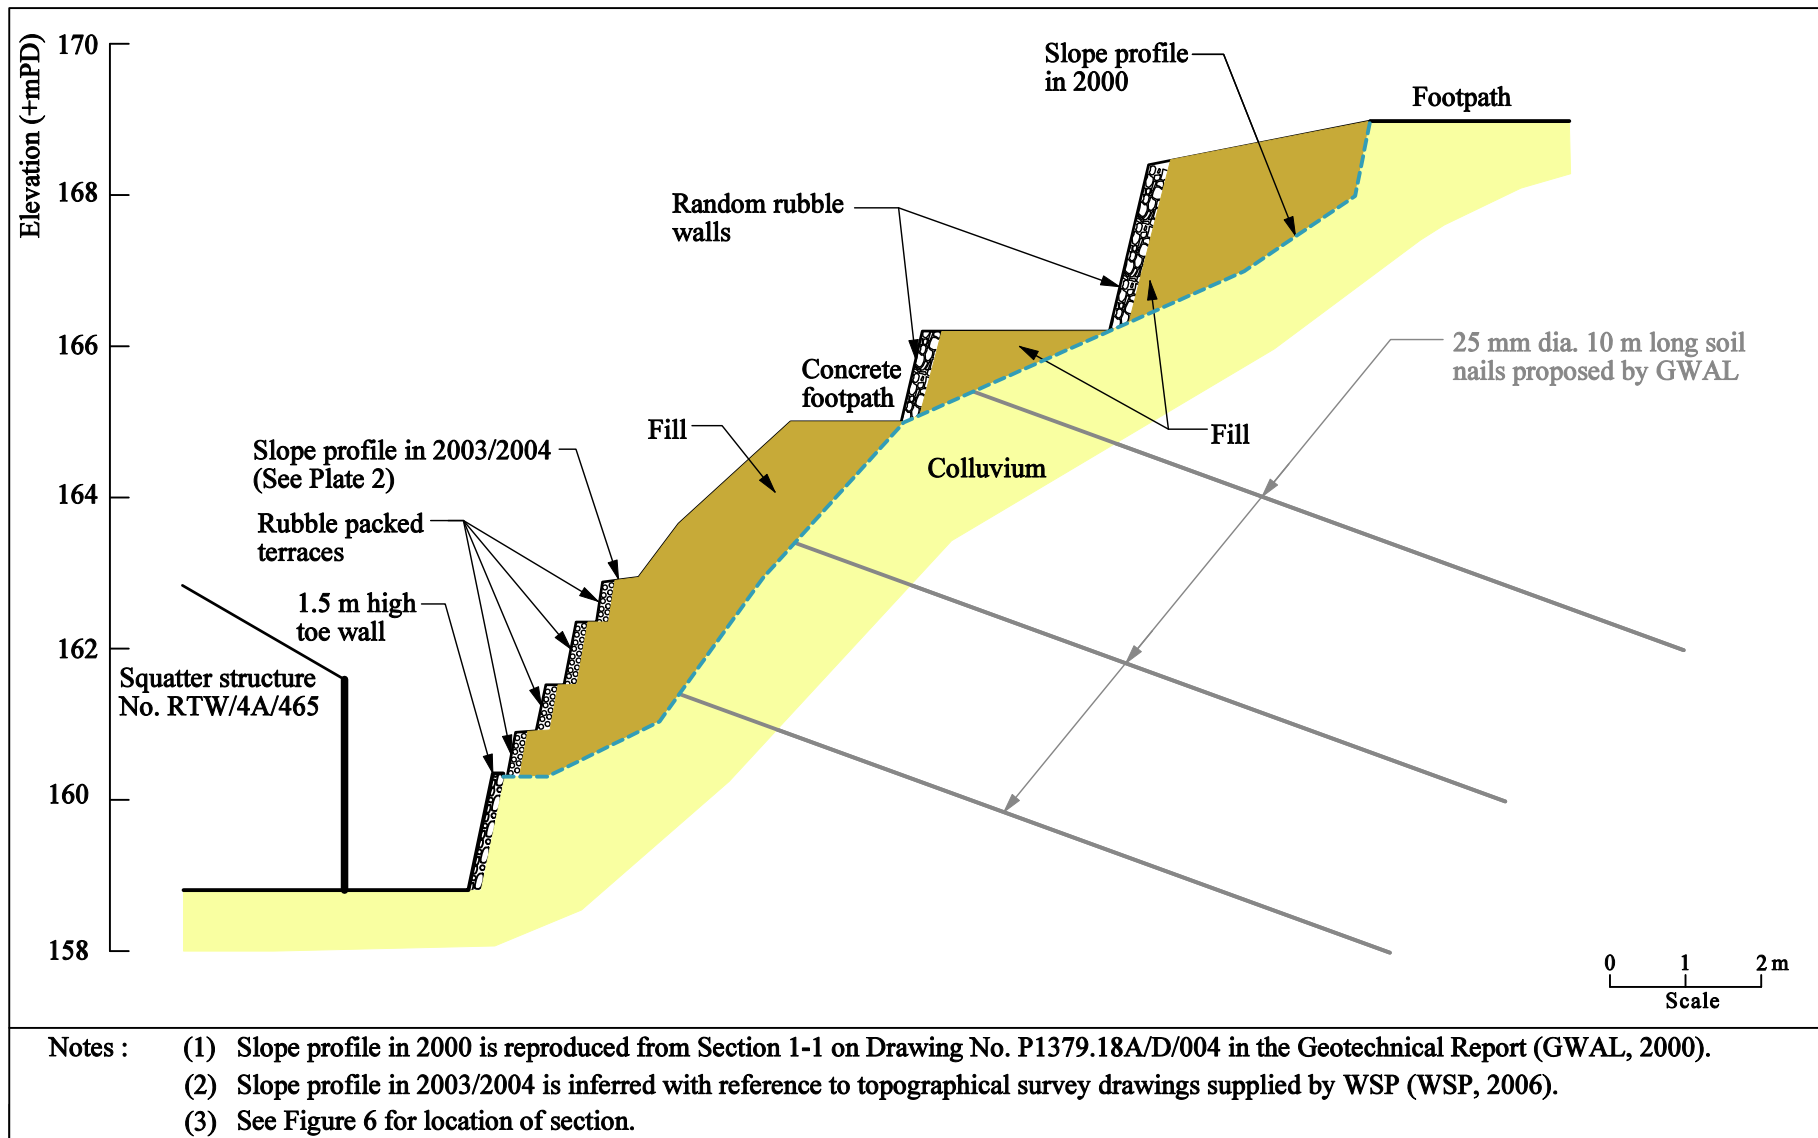 Elevation (+mPD)
170
168
166
164
162
160
158
Slope profile
in 2000
Footpath
Random rubble
walls
25 mm dia. 10 m long soil
nails proposed by GWAL
Concrete
footpath
Fill
Fill
Colluvium
Slope profile in 2003/2004
(See Plate 2)
Rubble packed
terraces
1.5 m high
toe wall
Squatter structure
No. RTW/4A/465
0 1 2 m
Scale
Notes : (1) Slope profile in 2000 is reproduced from Section 1-1 on Drawing No. P1379.18A/D/004 in the Geotechnical Report (GWAL, 2000).
(2) Slope profile in 2003/2004 is inferred with reference to topographical survey drawings supplied by WSP (WSP, 2006).
(3) See Figure 6 for location of section.